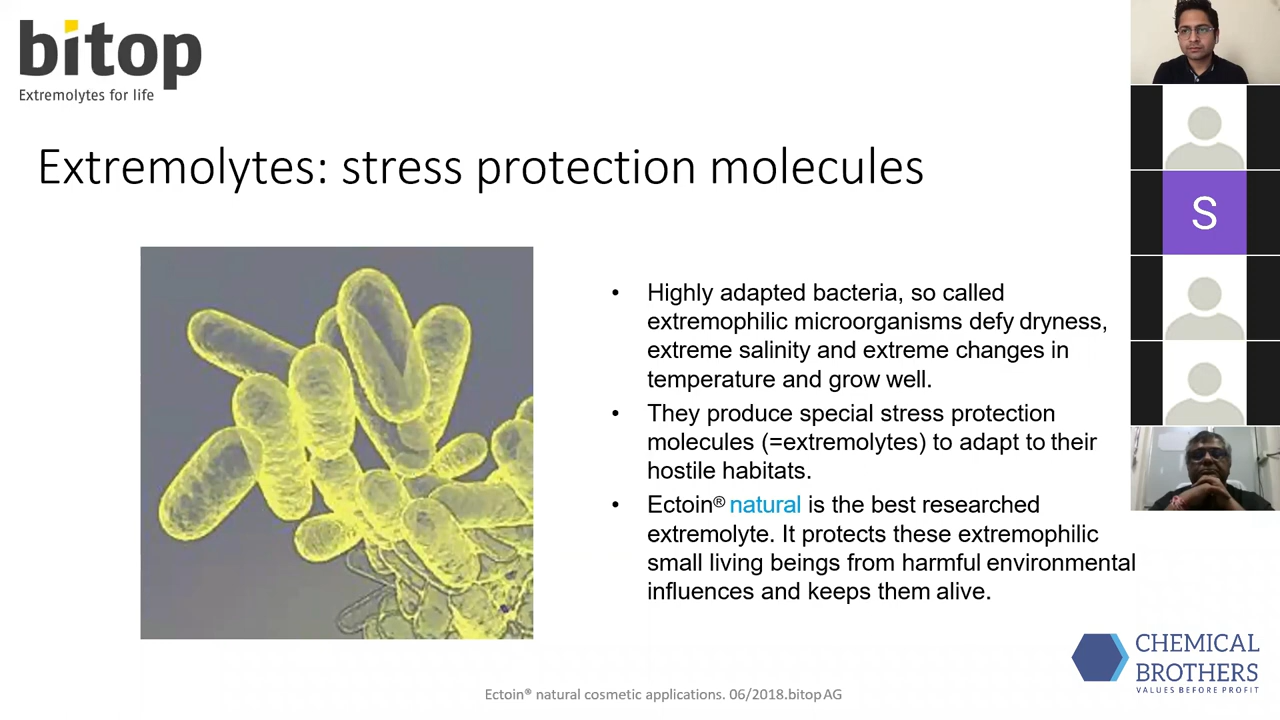 bitop
Extremolytes for life
Extremolytes: stress protection molecules
• Highly adapted bacteria, so called
extremophilic microorganisms defy dryness,
extreme salinity and extreme changes in
temperature and grow well.
• They produce special stress protection
molecules (=extremolytes) to adapt to their
hostile habitats.
• Ectoin® natural is the best researched
extremolyte. It protects these extremophilic
small living beings from harmful environmental
influences and keeps them alive.
S
CHEMICAL
BROTHERS
VALUES BEFORE PROFIT
Ectoin® natural cosmetic applications. 06/2018.bitop AG